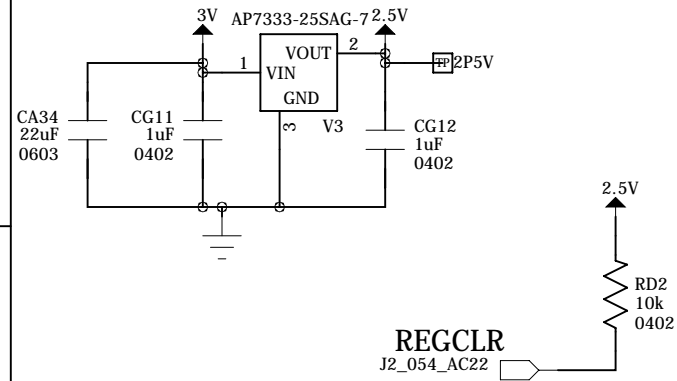 3V
AP7333-25SAG-7
2.5V
VOUT
2
1
VIN
TP
2P5V
GND
3
V3
CA34
22uF
0603
CG11
1uF
0402
CG12
1uF
0402
2.5V
RD2
10k
0402
REGCLR
J2_054_AC22